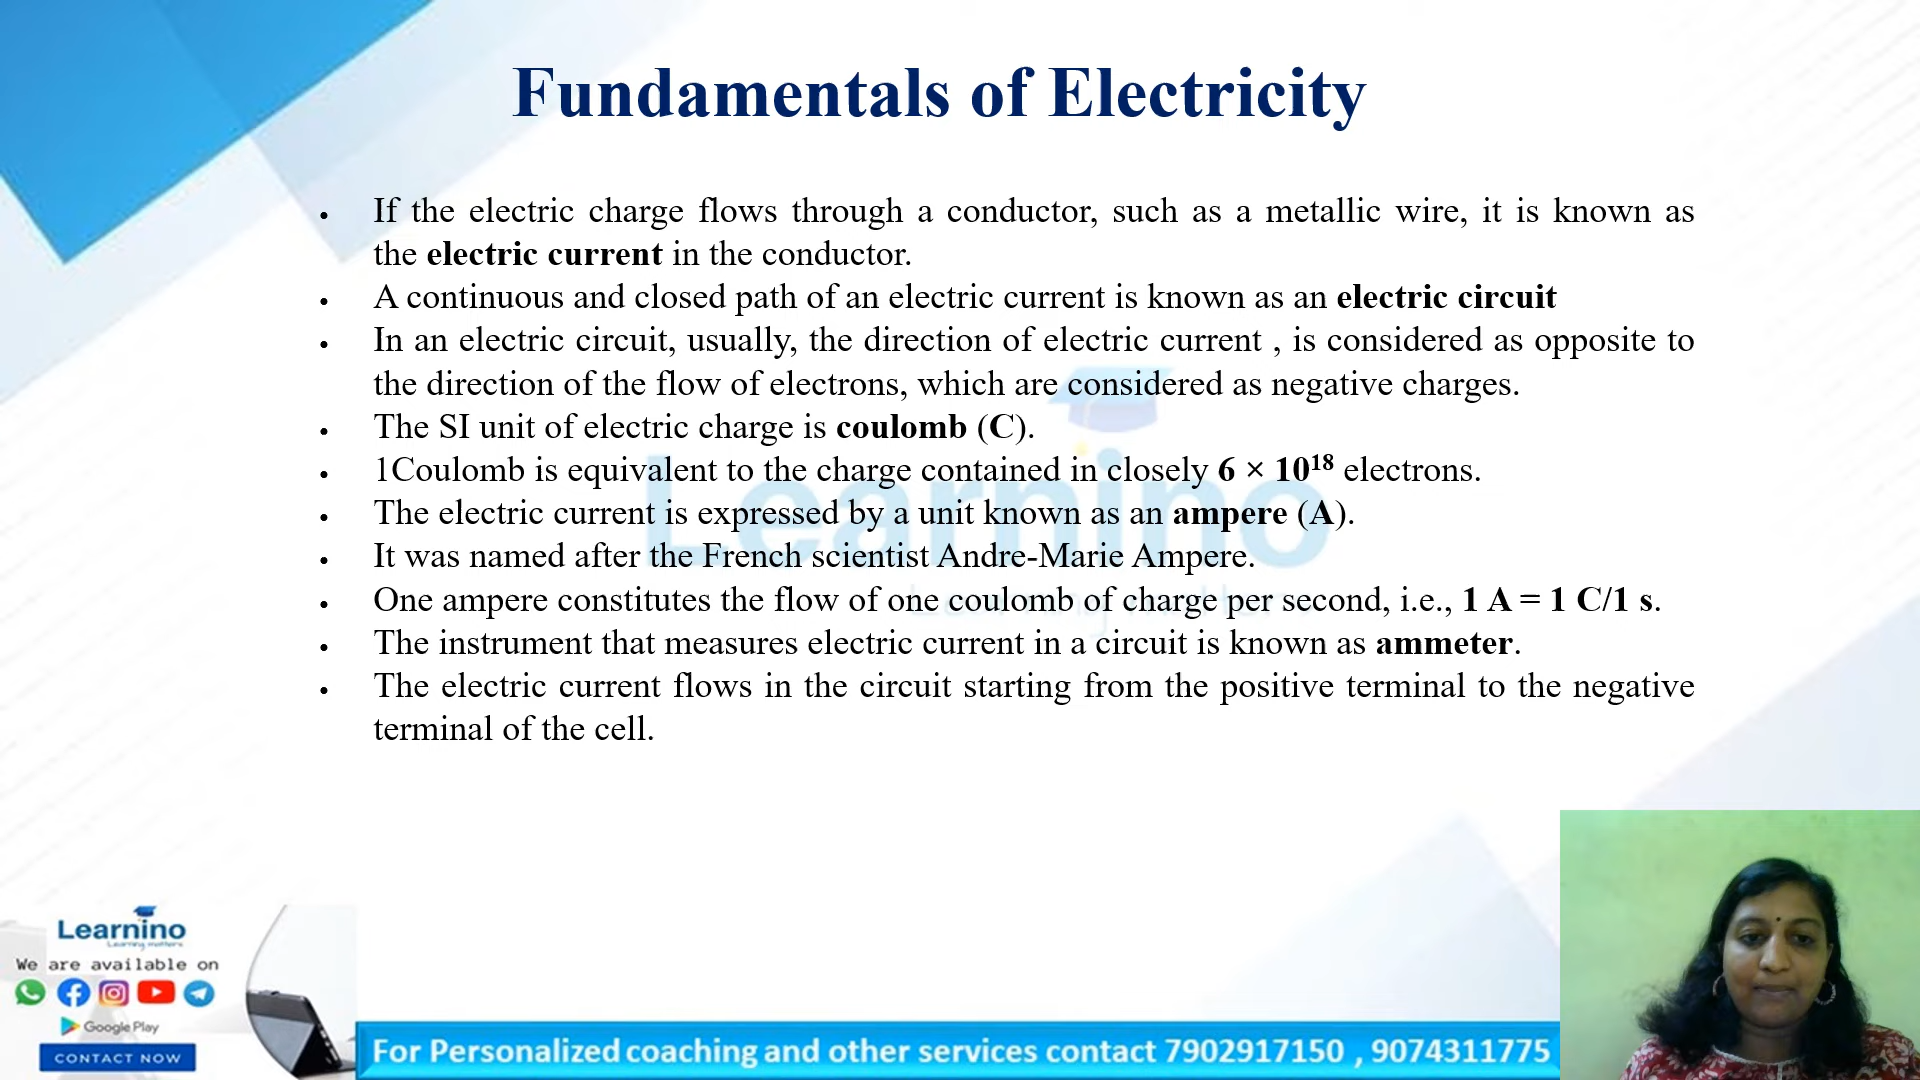 Fundamentals of Electricity
• If the electric charge flows through a conductor, such as a metallic wire, it is known as
the electric current in the conductor.
• A continuous and closed path of an electric current is known as an electric circuit
• In an electric circuit, usually, the direction of electric current , is considered as opposite to
the direction of the flow of electrons, which are considered as negative charges.
• The SI unit of electric charge is coulomb (C).
• 1Coulomb is equivalent to the charge contained in closely 6 × 10¹⁸ electrons.
• The electric current is expressed by a unit known as an ampere (A).
• It was named after the French scientist Andre-Marie Ampere.
• One ampere constitutes the flow of one coulomb of charge per second, i.e., 1 A = 1 C/1 s.
• The instrument that measures electric current in a circuit is known as ammeter.
• The electric current flows in the circuit starting from the positive terminal to the negative
terminal of the cell.
Learnino
Learnino
Learning matters
We are available on
Google Play
CONTACT NOW
For Personalized coaching and other services contact 7902917150 , 9074311775